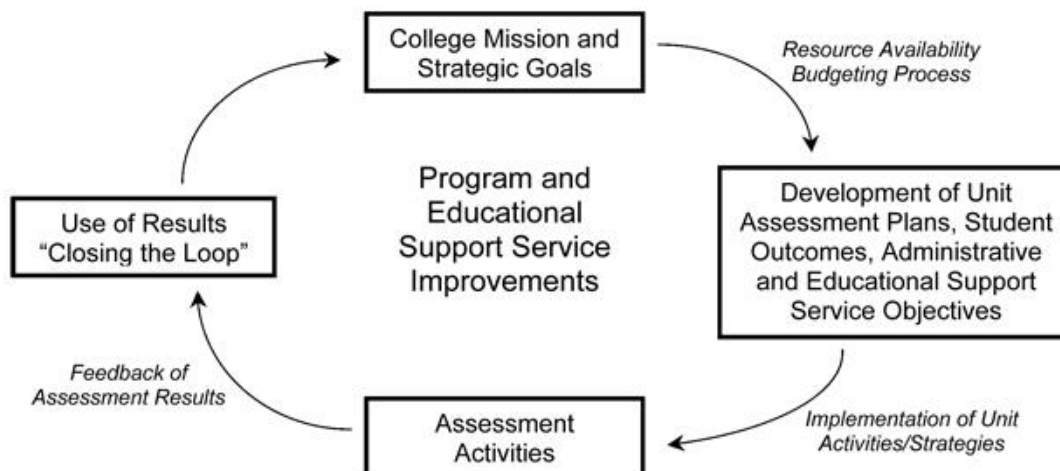 College Mission and
Strategic Goals
Resource Availability
Budgeting Process
Program and
Educational
Support Service
Improvements
Development of Unit
Assessment Plans, Student
Outcomes, Administrative
and Educational Support
Service Objectives
Use of Results
“Closing the Loop”
Feedback of
Assessment Results
Assessment
Activities
Implementation of Unit
Activities/Strategies